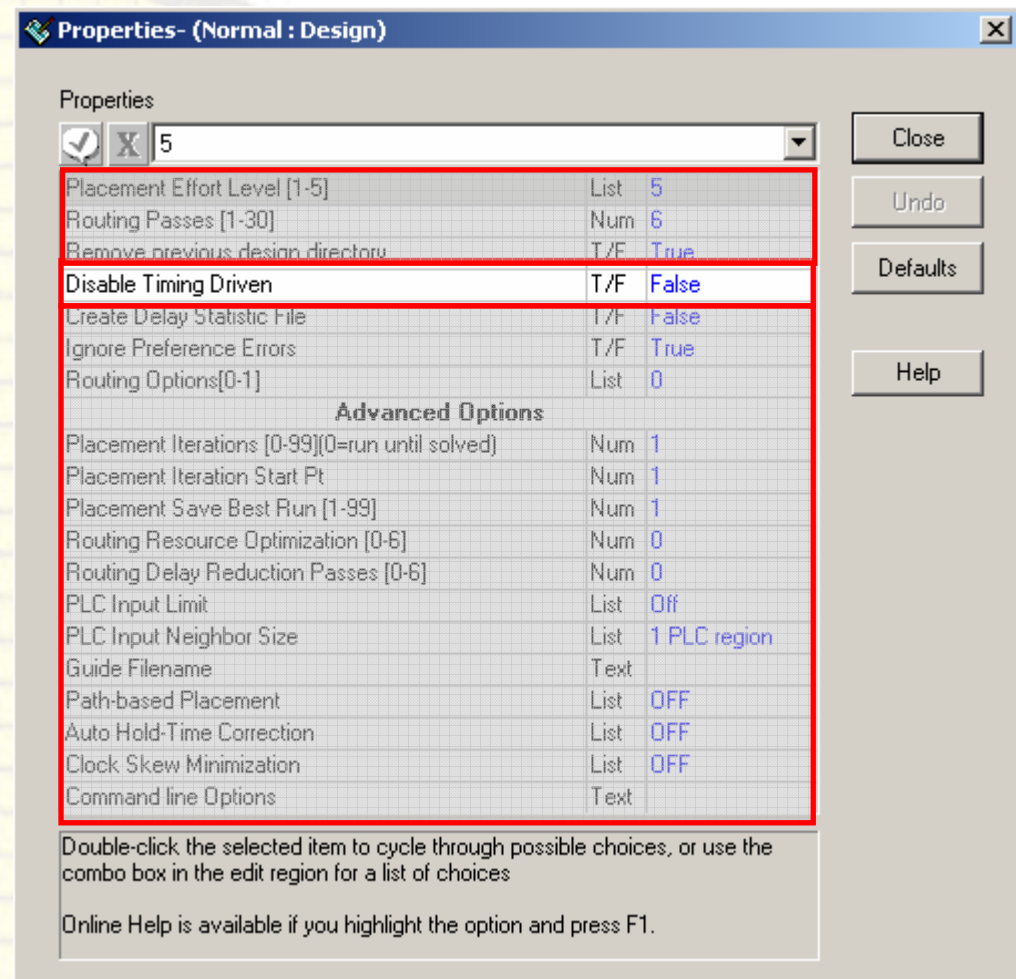 Properties- (Normal : Design)
Properties
5
Close
Placement Effort Level [1-5] List 5
Undo
Routing Passes [1-30] Num 6
Remove previous design directory T/F True
Defaults
Disable Timing Driven T/F False
Create Delay Statistic File T/F False
Ignore Preference Errors T/F True
Help
Routing Options[0-1] List 0
Advanced Options
Placement Iterations [0-99](0=run until solved) Num 1
Placement Iteration Start Pt Num 1
Placement Save Best Run [1-99] Num 1
Routing Resource Optimization [0-6] Num 0
Routing Delay Reduction Passes [0-6] Num 0
PLC Input Limit List Off
PLC Input Neighbor Size List 1 PLC region
Guide Filename Text
Path-based Placement List OFF
Auto Hold-Time Correction List OFF
Clock Skew Minimization List OFF
Command line Options Text
Double-click the selected item to cycle through possible choices, or use the
combo box in the edit region for a list of choices
Online Help is available if you highlight the option and press F1.